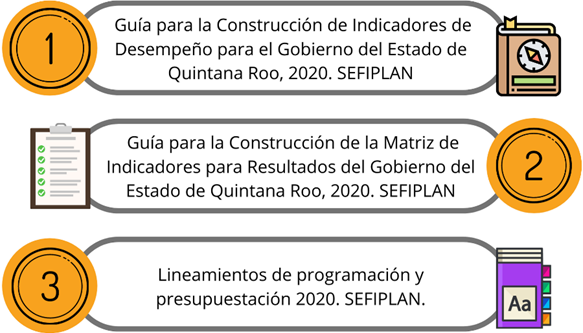 1
Guía para la Construcción de Indicadores de
Desempeño para el Gobierno del Estado de
Quintana Roo, 2020. SEFIPLAN
Guía para la Construcción de la Matriz de
Indicadores para Resultados del Gobierno del
Estado de Quintana Roo, 2020. SEFIPLAN
2
3
Lineamientos de programación y
presupuestación 2020. SEFIPLAN.
Aa